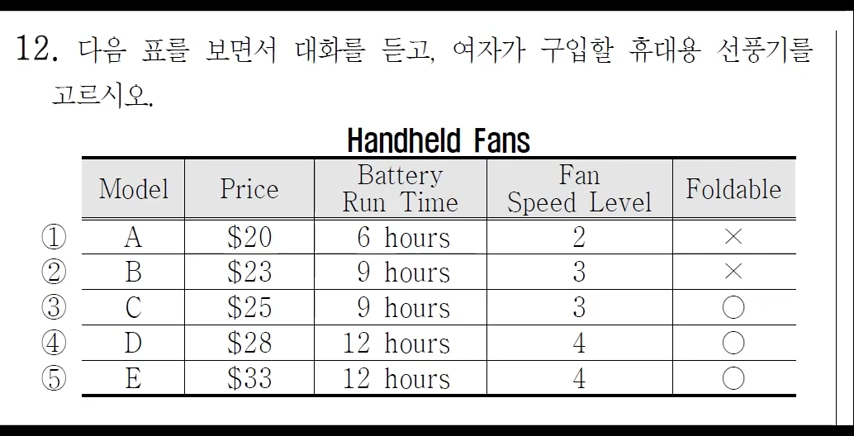 12. 다음 표를 보면서 대화를 듣고, 여자가 구입할 휴대용 선풍기를
고르시오.
Handheld Fans
Model Price Battery Run Time Fan Speed Level Foldable
① A $20 6 hours 2 ×
② B $23 9 hours 3 ×
③ C $25 9 hours 3 ○
④ D $28 12 hours 4 ○
⑤ E $33 12 hours 4 ○